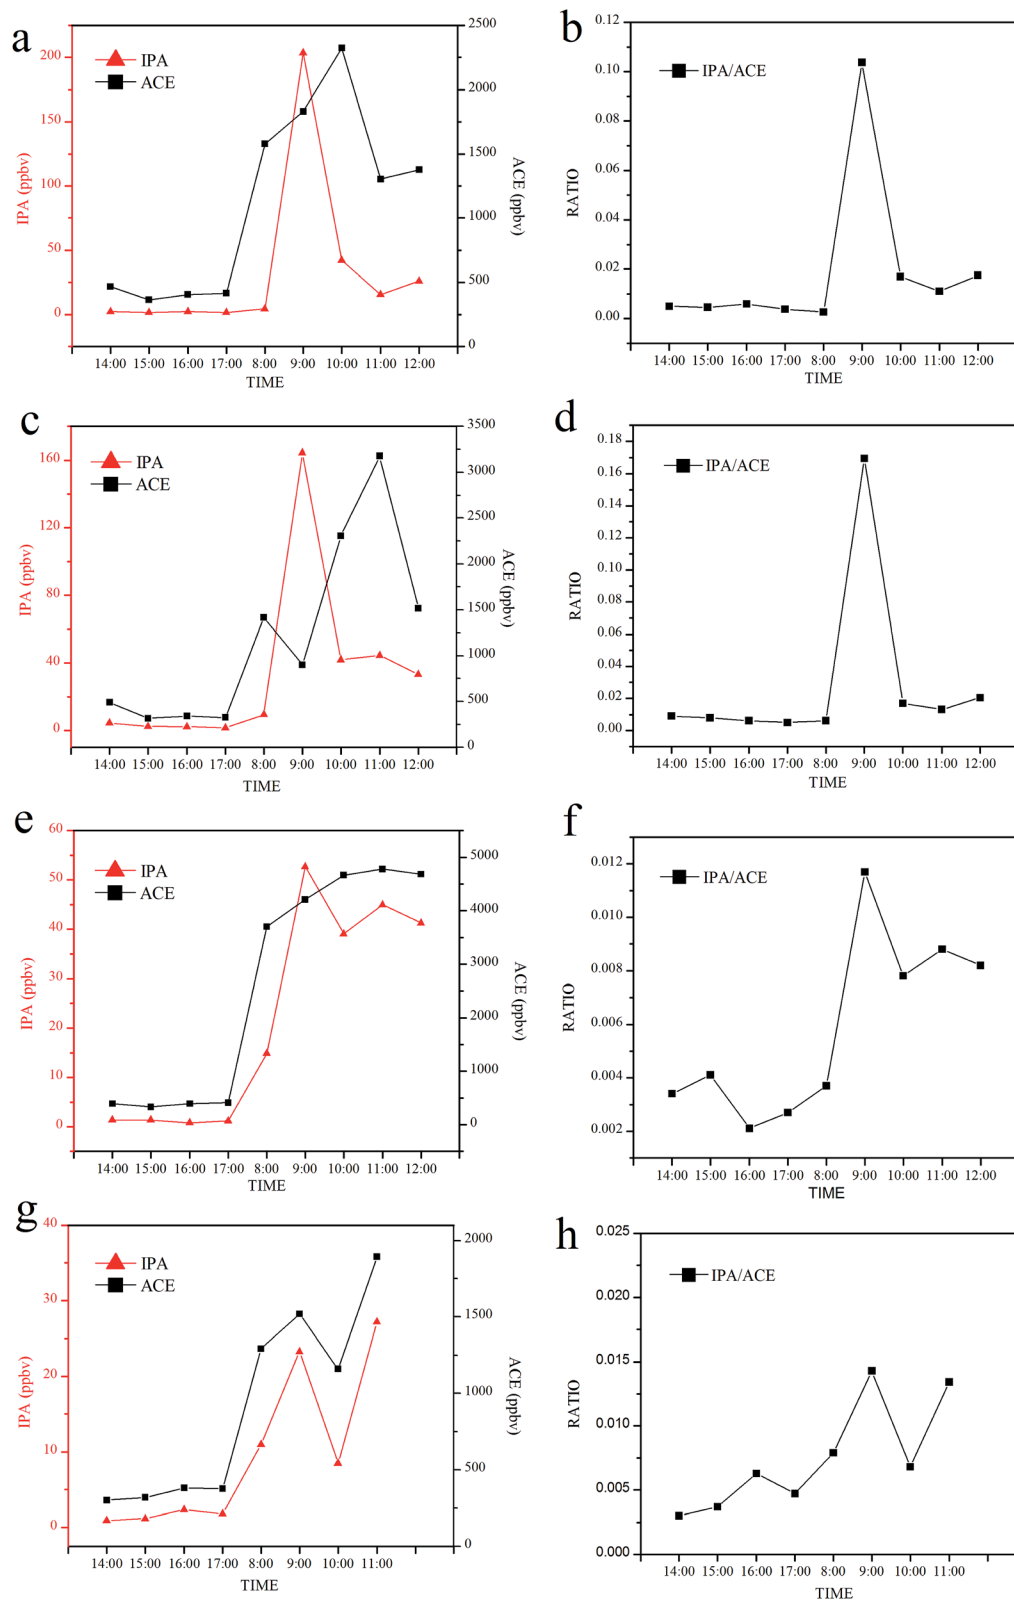 a
IPA
ACE
200
150
100
50
0
IPA (ppbv)
2500
2000
1500
1000
500
0
ACE (ppbv)
14:00 15:00 16:00 17:00 8:00 9:00 10:00 11:00 12:00
TIME
b
IPA/ACE
0.12
0.10
0.08
0.06
0.04
0.02
0.00
RATIO
14:00 15:00 16:00 17:00 8:00 9:00 10:00 11:00 12:00
TIME
c
IPA
ACE
160
120
80
40
0
IPA (ppbv)
3500
3000
2500
2000
1500
1000
500
0
ACE (ppbv)
14:00 15:00 16:00 17:00 8:00 9:00 10:00 11:00 12:00
TIME
d
IPA/ACE
0.18
0.16
0.14
0.12
0.10
0.08
0.06
0.04
0.02
0.00
RATIO
14:00 15:00 16:00 17:00 8:00 9:00 10:00 11:00 12:00
TIME
e
IPA
ACE
60
50
40
30
20
10
0
IPA (ppbv)
5000
4000
3000
2000
1000
0
ACE (ppbv)
14:00 15:00 16:00 17:00 8:00 9:00 10:00 11:00 12:00
TIME
f
IPA/ACE
0.012
0.010
0.008
0.006
0.004
0.002
RATIO
14:00 15:00 16:00 17:00 8:00 9:00 10:00 11:00 12:00
TIME
g
IPA
ACE
40
30
20
10
0
IPA (ppbv)
2000
1500
1000
500
0
ACE (ppbv)
14:00 15:00 16:00 17:00 8:00 9:00 10:00 11:00
TIME
h
IPA/ACE
0.025
0.020
0.015
0.010
0.005
0.000
RATIO
14:00 15:00 16:00 17:00 8:00 9:00 10:00 11:00
TIME